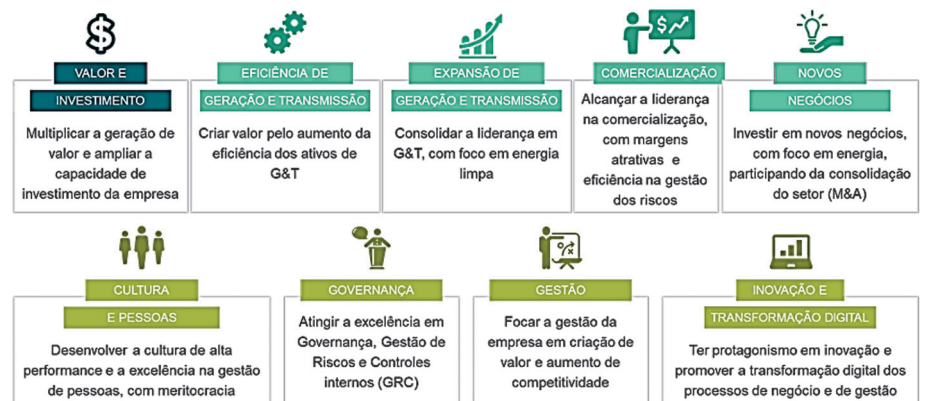 VALOR E
INVESTIMENTO
Multiplicar a geração de
valor e ampliar a
capacidade de
investimento da empresa
EFICIÊNCIA DE
GERAÇÃO E TRANSMISSÃO
Criar valor pelo aumento da
eficiência dos ativos de
G&T
EXPANSÃO DE
GERAÇÃO E TRANSMISSÃO
Consolidar a liderança em
G&T, com foco em energia
limpa
COMERCIALIZAÇÃO
Alcançar a liderança
na comercialização,
com margens
atrativas e
eficiência na gestão
dos riscos
NOVOS
NEGÓCIOS
Investir em novos negócios,
com foco em energia,
participando da consolidação
do setor (M&A)
CULTURA
E PESSOAS
Desenvolver a cultura de alta
performance e a excelência na gestão
de pessoas, com meritocracia
GOVERNANÇA
Atingir a excelência em
Governança, Gestão de
Riscos e Controles
internos (GRC)
GESTÃO
Focar a gestão da
empresa em criação de
valor e aumento de
competitividade
INOVAÇÃO E
TRANSFORMAÇÃO DIGITAL
Ter protagonismo em inovação e
promover a transformação digital dos
processos de negócio e de gestão